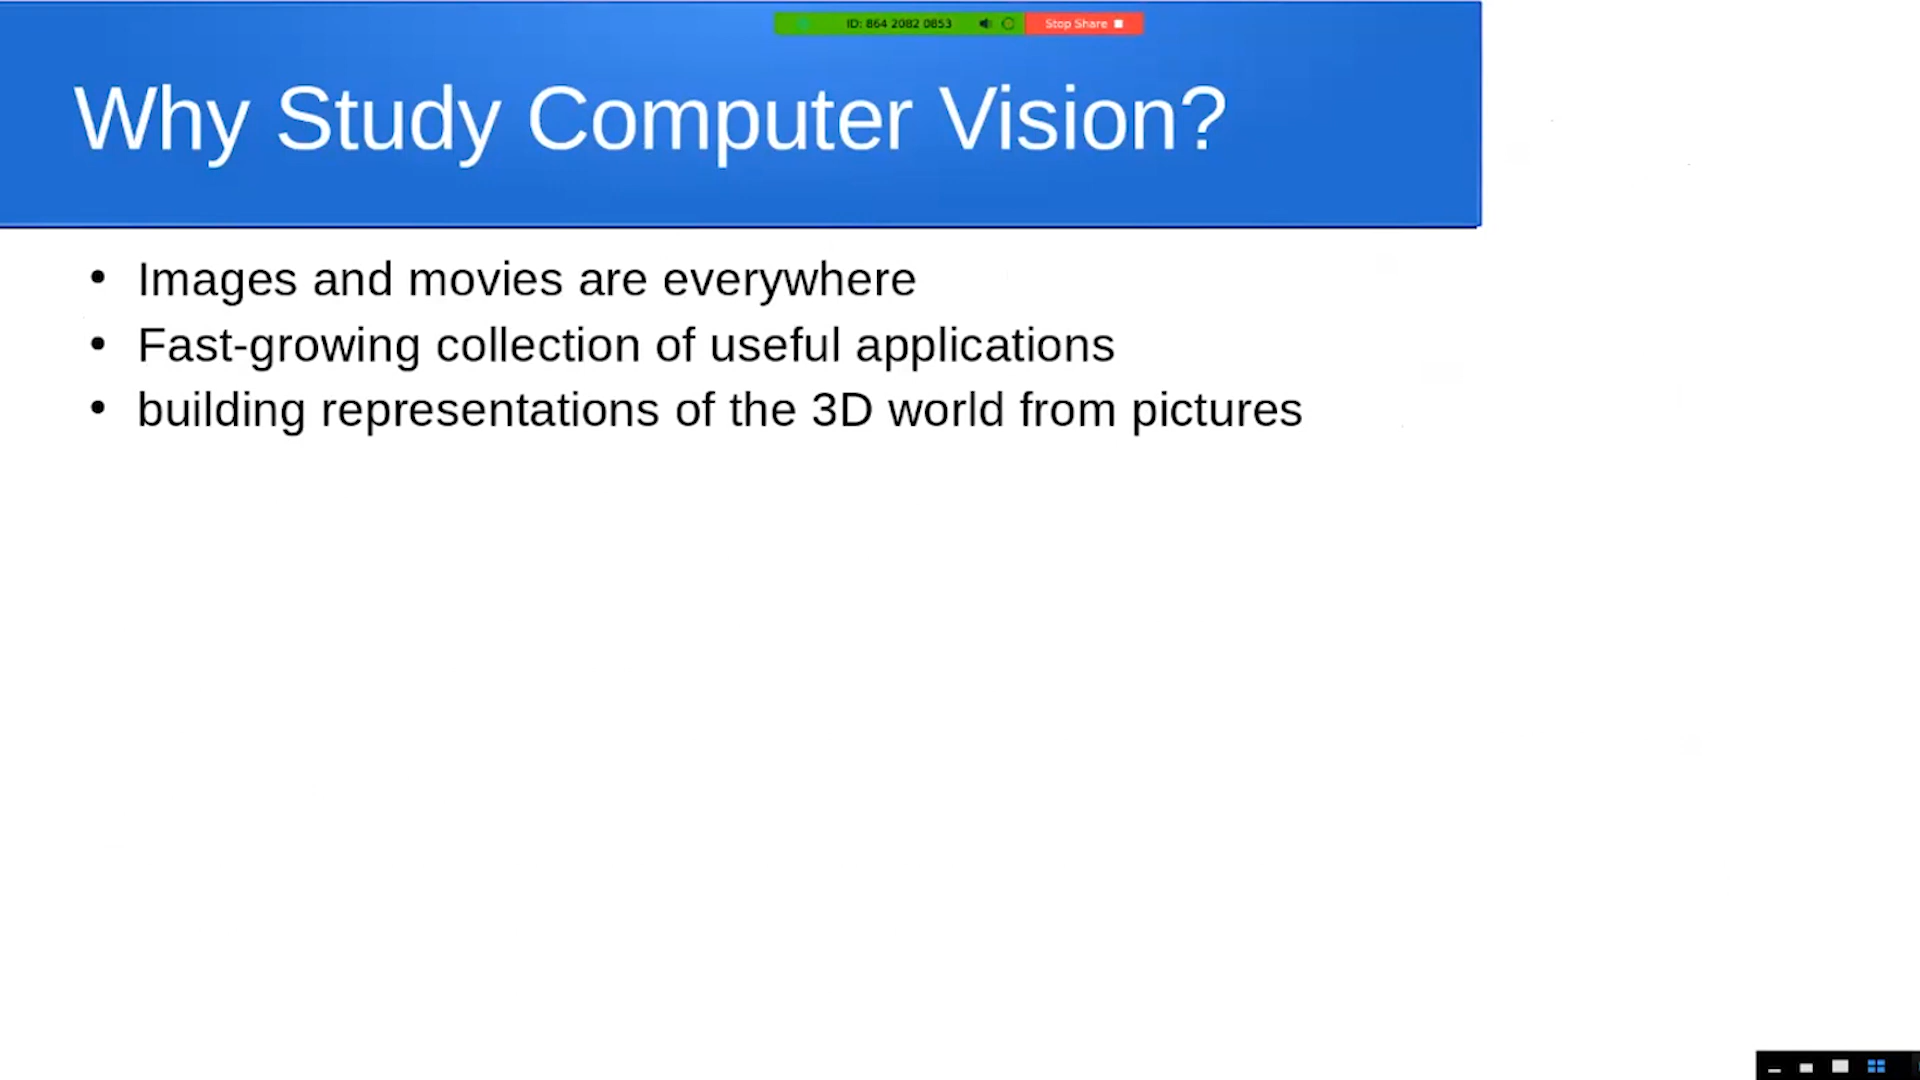 ID: 864 2082 0853 Stop Share
Why Study Computer Vision?
• Images and movies are everywhere
• Fast-growing collection of useful applications
• building representations of the 3D world from pictures